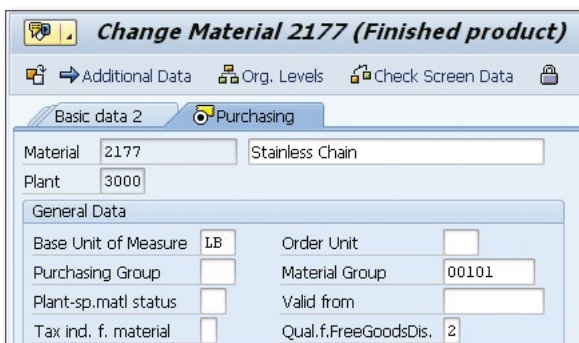 Change Material 2177 (Finished product)
Additional Data Org. Levels Check Screen Data
Basic data 2 Purchasing
Material 2177 Stainless Chain
Plant 3000
General Data
Base Unit of Measure LB Order Unit
Purchasing Group Material Group 00101
Plant-sp.matl status Valid from
Tax ind. f. material Qual.f.FreeGoodsDis. 2